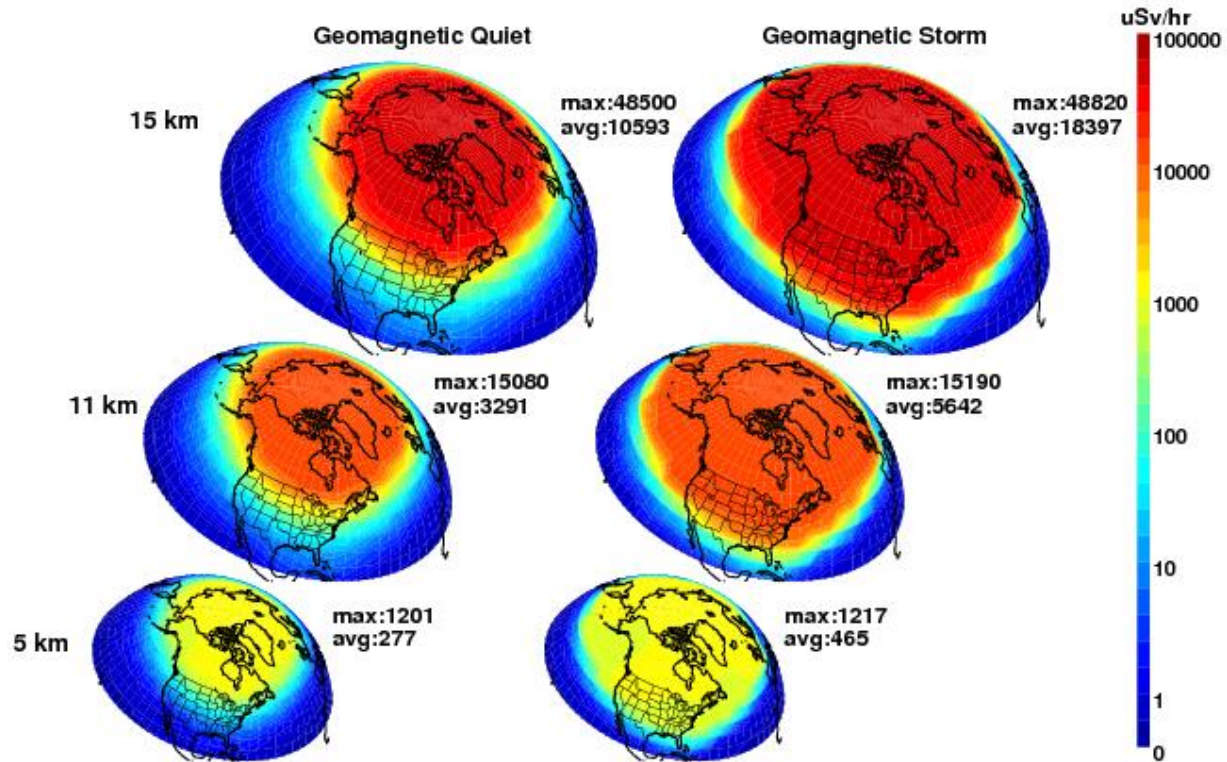 uSv/hr
Geomagnetic Quiet
Geomagnetic Storm
100000
15 km
max:48500
avg:10593
max:48820
avg:18397
10000
1000
11 km
max:15080
avg:3291
max:15190
avg:5642
100
10
5 km
max:1201
avg:277
max:1217
avg:465
1
0